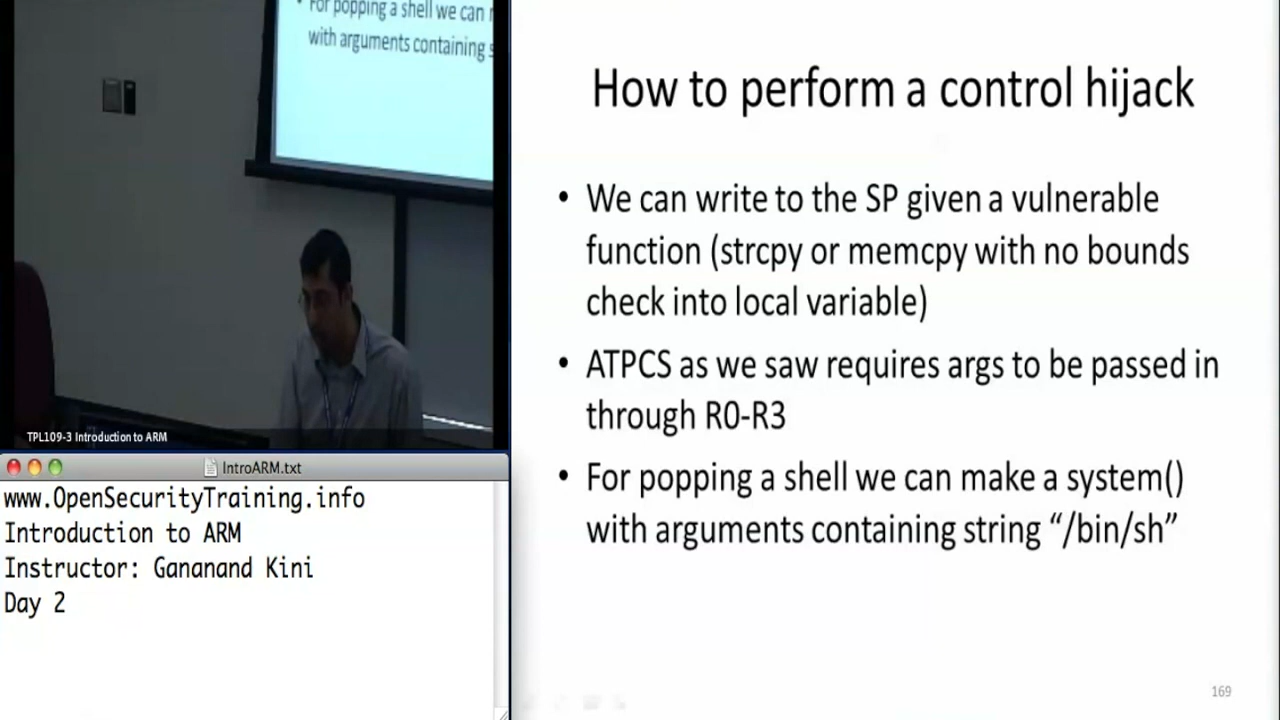 For popping a shell we can
with arguments containing
TPL109-3 Introduction to ARM
IntroARM.txt
www.OpenSecurityTraining.info
Introduction to ARM
Instructor: Gananand Kini
Day 2
How to perform a control hijack
• We can write to the SP given a vulnerable
function (strcpy or memcpy with no bounds
check into local variable)
• ATPCS as we saw requires args to be passed in
through R0-R3
• For popping a shell we can make a system()
with arguments containing string “/bin/sh”
169